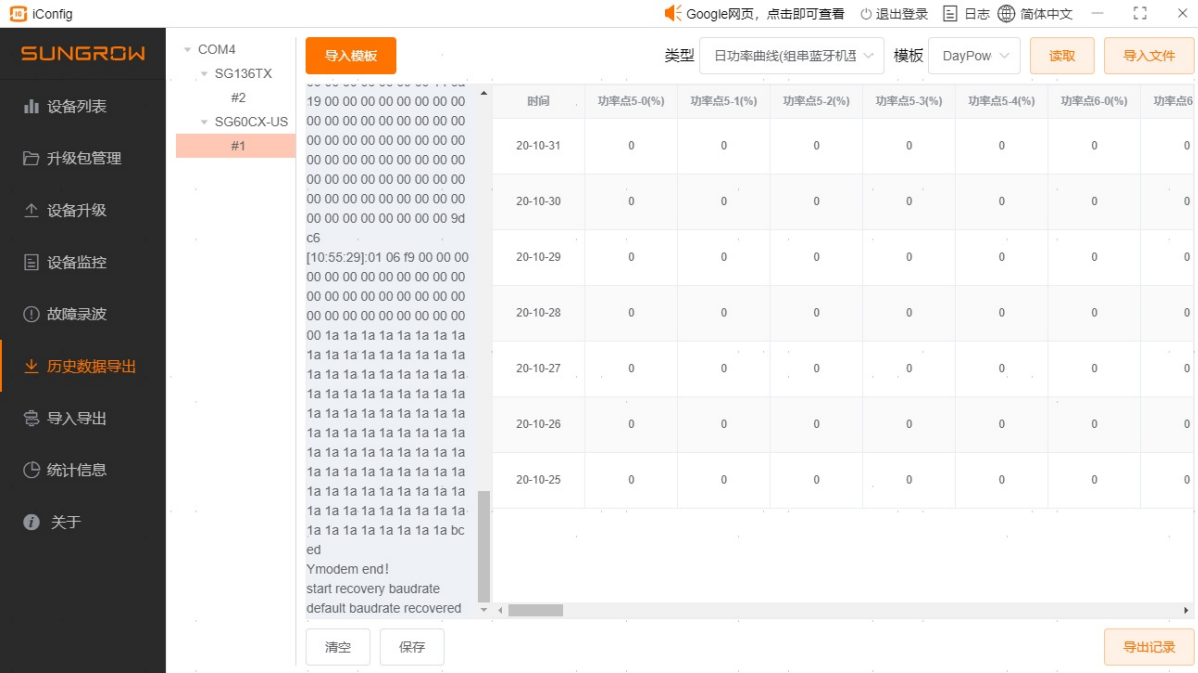 iConfig
Google网页，点击即可查看 退出登录 日志 简体中文
SUNGROW
设备列表
升级包管理
设备升级
设备监控
故障录波
历史数据导出
导入导出
统计信息
关于
COM4
SG136TX
#2
SG60CX-US
#1
导入模板
类型 日功率曲线(组串蓝牙机型 模板 DayPow 读取 导入文件
19 00 00 00 00 00 00 00 00
00 00 00 00 00 00 00 00 00
00 00 00 00 00 00 00 00 00
00 00 00 00 00 00 00 00 00
00 00 00 00 00 00 00 00 00
00 00 00 00 00 00 00 00 00
00 00 00 00 00 00 00 00 9d
c6
[10:55:29]:01 06 f9 00 00 00
00 00 00 00 00 00 00 00 00
00 00 00 00 00 00 00 00 00
00 00 00 00 00 00 00 00 00
00 1a 1a 1a 1a 1a 1a 1a 1a
1a 1a 1a 1a 1a 1a 1a 1a 1a
1a 1a 1a 1a 1a 1a 1a 1a 1a
1a 1a 1a 1a 1a 1a 1a 1a 1a
1a 1a 1a 1a 1a 1a 1a 1a 1a
1a 1a 1a 1a 1a 1a 1a 1a 1a
1a 1a 1a 1a 1a 1a 1a 1a 1a
1a 1a 1a 1a 1a 1a 1a 1a 1a
1a 1a 1a 1a 1a 1a 1a 1a 1a
1a 1a 1a 1a 1a 1a 1a 1a 1a
1a 1a 1a 1a 1a 1a 1a 1a bc
ed
Ymodem end!
start recovery baudrate
default baudrate recovered
时间 功率点5-0(%) 功率点5-1(%) 功率点5-2(%) 功率点5-3(%) 功率点5-4(%) 功率点6-0(%) 功率点6
20-10-31 0 0 0 0 0 0 0
20-10-30 0 0 0 0 0 0 0
20-10-29 0 0 0 0 0 0 0
20-10-28 0 0 0 0 0 0 0
20-10-27 0 0 0 0 0 0 0
20-10-26 0 0 0 0 0 0 0
20-10-25 0 0 0 0 0 0 0
清空 保存 导出记录